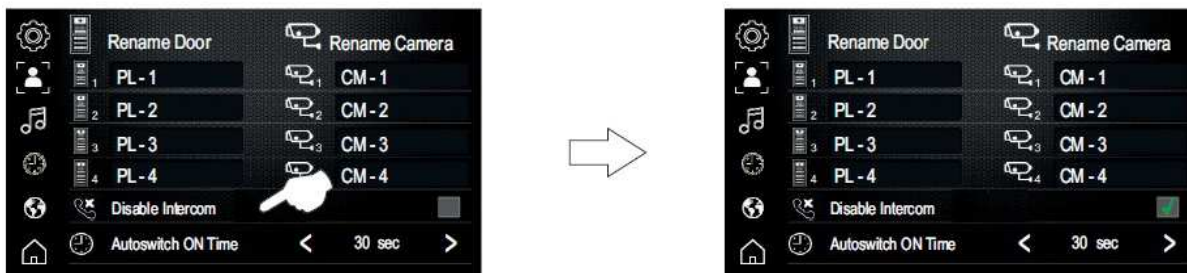 Rename Door Rename Camera
1 PL - 1 1 CM - 1
2 PL - 2 2 CM - 2
3 PL - 3 3 CM - 3
4 PL - 4 CM - 4
Disable Intercom
Autoswitch ON Time < 30 sec >
Rename Door Rename Camera
1 PL - 1 1 CM - 1
2 PL - 2 2 CM - 2
3 PL - 3 3 CM - 3
4 PL - 4 4 CM - 4
Disable Intercom
Autoswitch ON Time < 30 sec >